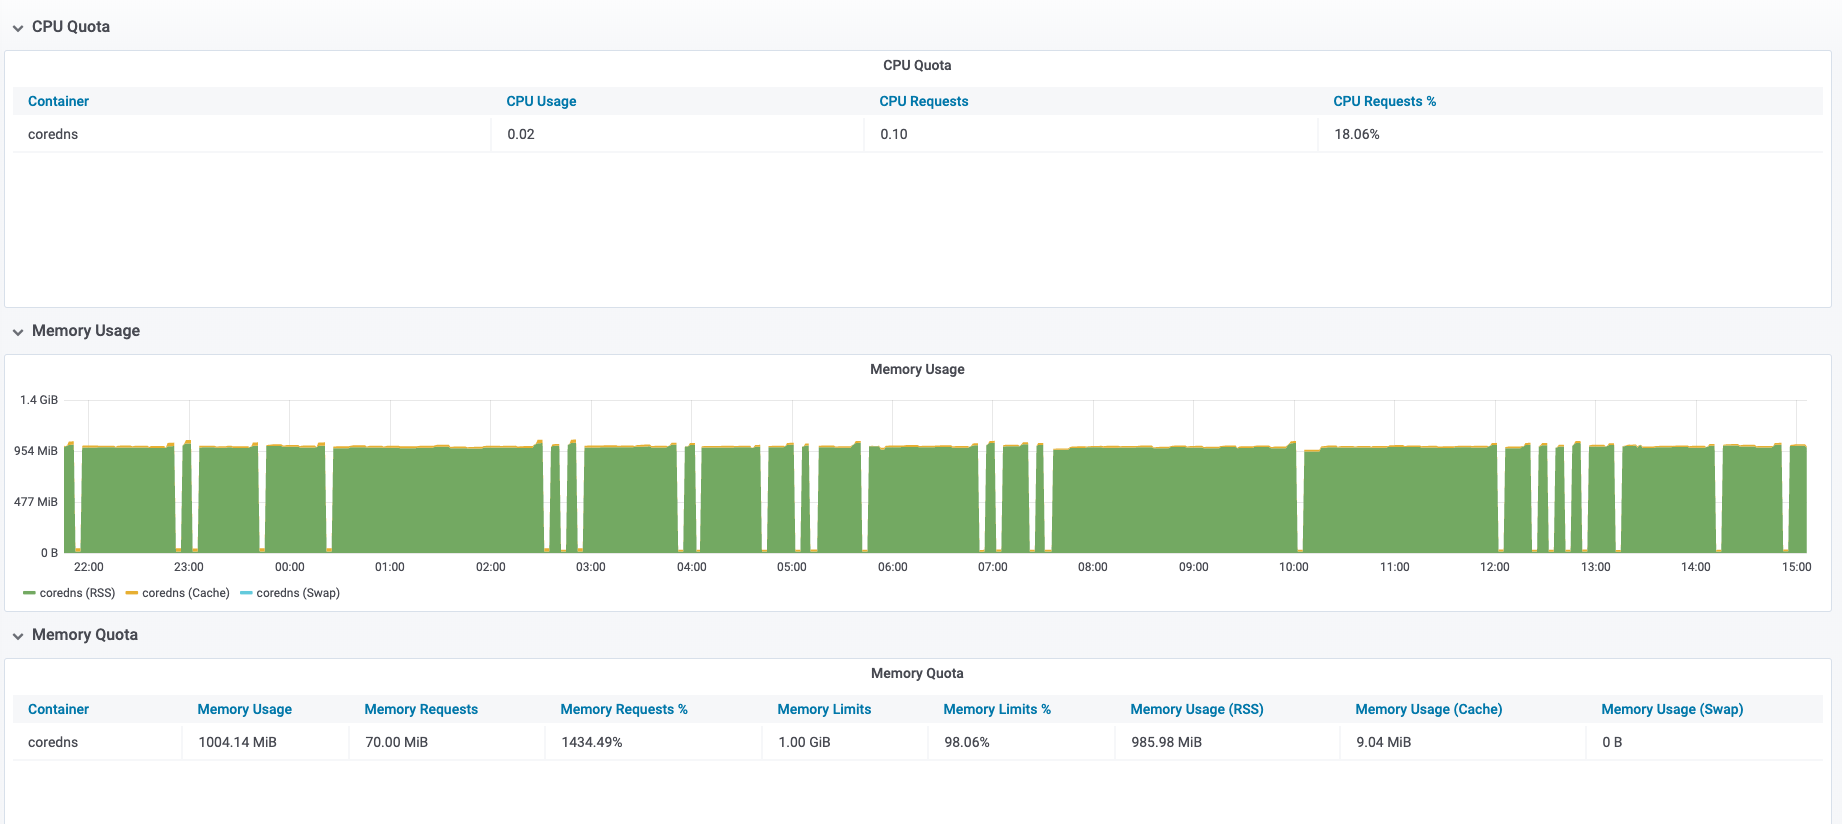 CPU Quota
CPU Quota
Container CPU Usage CPU Requests CPU Requests %
coredns 0.02 0.10 18.06%
Memory Usage
Memory Usage
1.4 GiB
954 MiB
477 MiB
0 B
22:00 23:00 00:00 01:00 02:00 03:00 04:00 05:00 06:00 07:00 08:00 09:00 10:00 11:00 12:00 13:00 14:00 15:00
coredns (RSS) coredns (Cache) coredns (Swap)
Memory Quota
Memory Quota
Container Memory Usage Memory Requests Memory Requests % Memory Limits Memory Limits % Memory Usage (RSS) Memory Usage (Cache) Memory Usage (Swap)
coredns 1004.14 MiB 70.00 MiB 1434.49% 1.00 GiB 98.06% 985.98 MiB 9.04 MiB 0 B